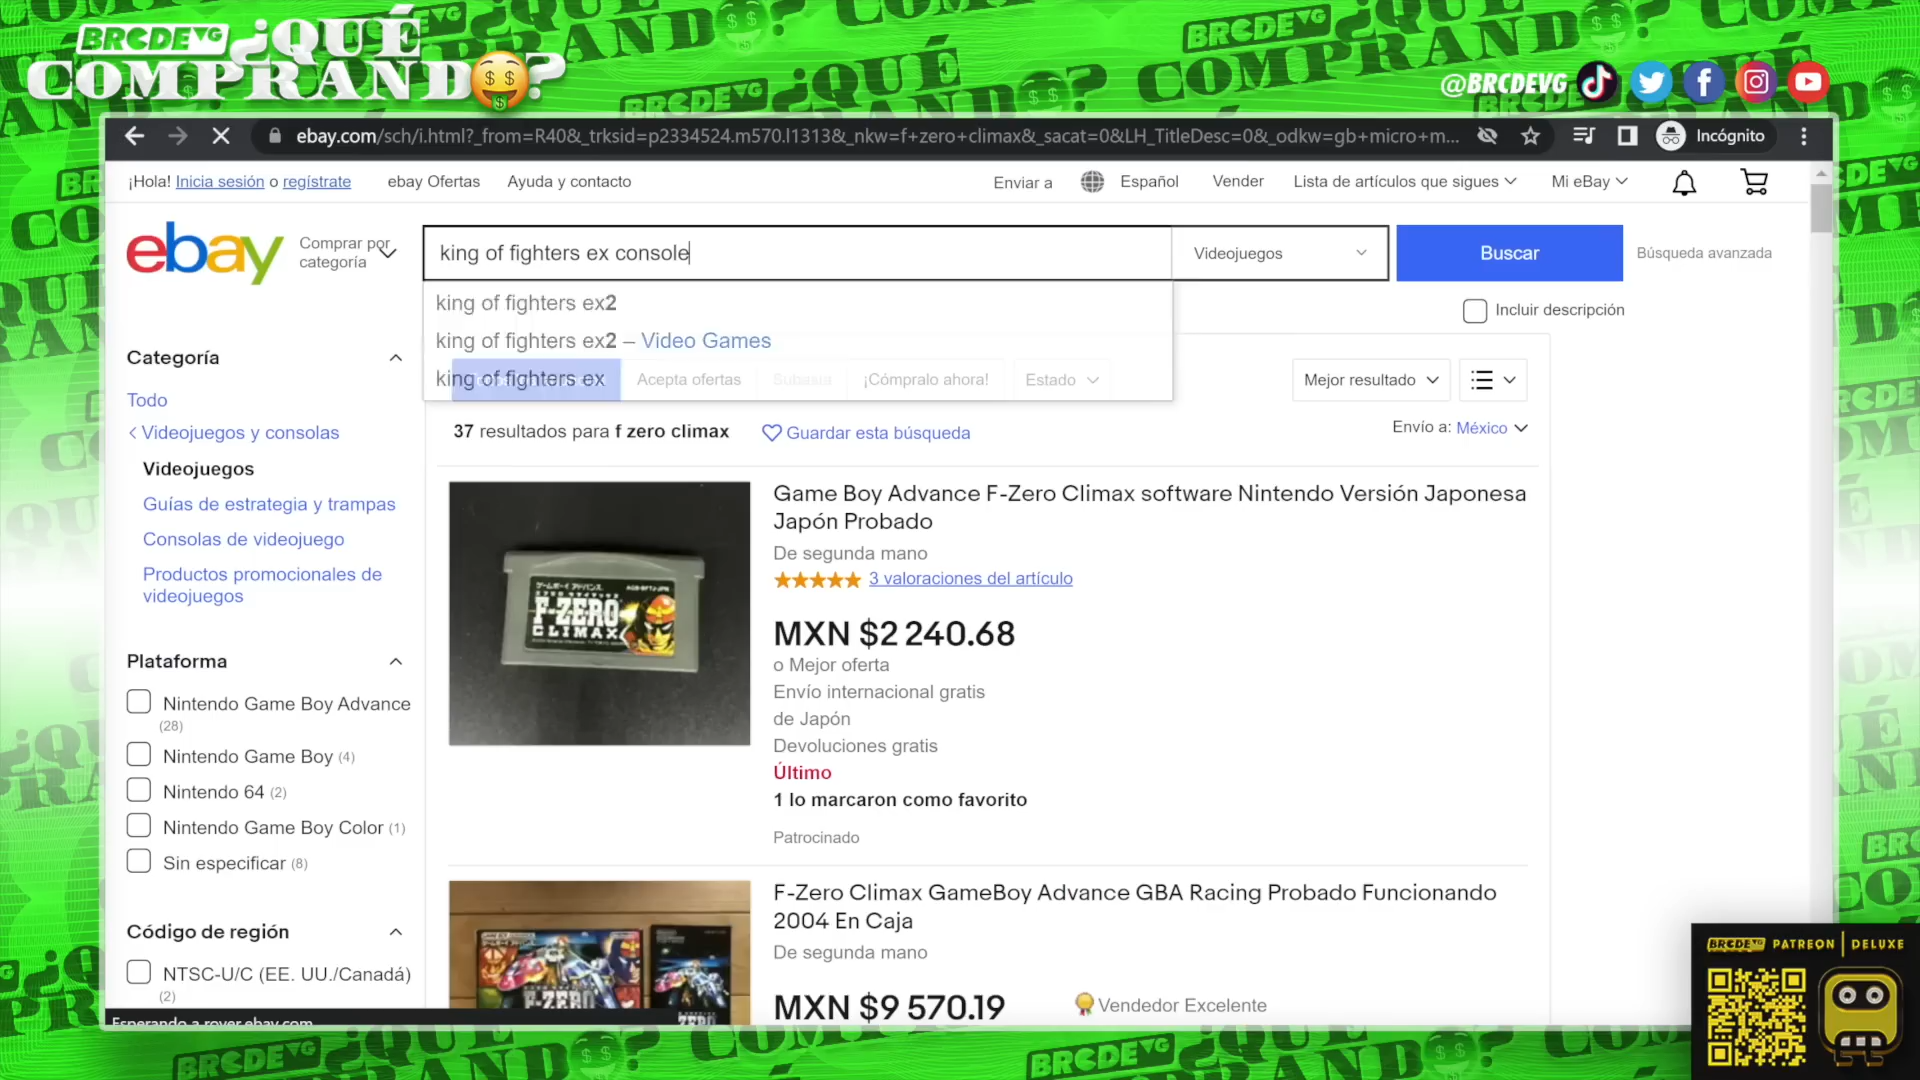 BRCDEVG ¿QUÉ
COMPRAND🤑?
@BRCDEVG
ebay.com/sch/i.html?_from=R40&_trksid=p2334524.m570.l1313&_nkw=f+zero+climax&_sacat=0&LH_TitleDesc=0&_odkw=gb+micro+m...
Incógnito
¡Hola! Inicia sesión o regístrate
ebay Ofertas
Ayuda y contacto
Enviar a
Español
Vender
Lista de artículos que sigues
Mi eBay
ebay
Comprar por
categoría
king of fighters ex console
Videojuegos
Buscar
Búsqueda avanzada
king of fighters ex2
king of fighters ex2 – Video Games
king of fighters ex
Incluir descripción
Acepta ofertas
Subasta
¡Cómpralo ahora!
Estado
Mejor resultado
37 resultados para f zero climax
Guardar esta búsqueda
Envío a: México
Categoría
Todo
Videojuegos y consolas
Videojuegos
Guías de estrategia y trampas
Consolas de videojuego
Productos promocionales de
videojuegos
Plataforma
Nintendo Game Boy Advance
(28)
Nintendo Game Boy (4)
Nintendo 64 (2)
Nintendo Game Boy Color (1)
Sin especificar (8)
Código de región
NTSC-U/C (EE. UU./Canadá)
(2)
Esperando a rover.ebay.com
F-ZERO
CLIMAX
Game Boy Advance F-Zero Climax software Nintendo Versión Japonesa
Japón Probado
De segunda mano
3 valoraciones del artículo
MXN $2 240.68
o Mejor oferta
Envío internacional gratis
de Japón
Devoluciones gratis
Último
1 lo marcaron como favorito
Patrocinado
F-Zero Climax GameBoy Advance GBA Racing Probado Funcionando
2004 En Caja
De segunda mano
MXN $9 570.19
Vendedor Excelente
F-ZERO
BRCDEVG PATREON | DELUXE